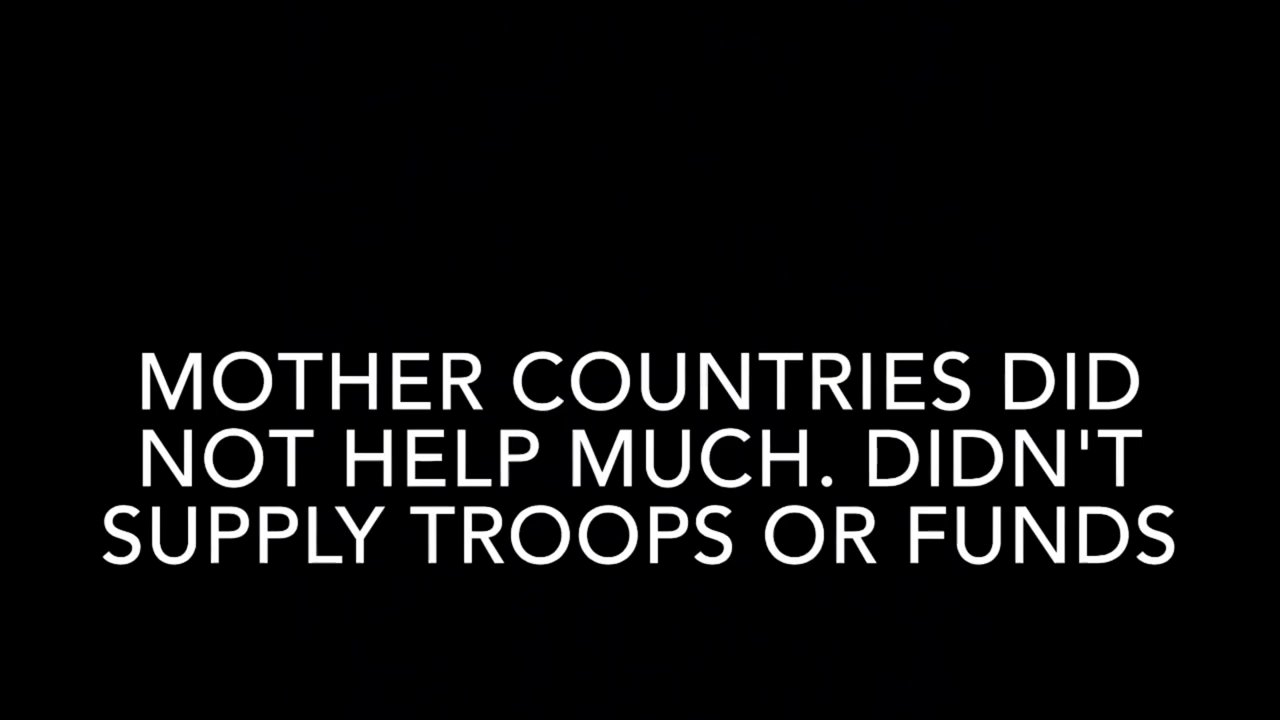 MOTHER COUNTRIES DID
NOT HELP MUCH. DIDN'T
SUPPLY TROOPS OR FUNDS